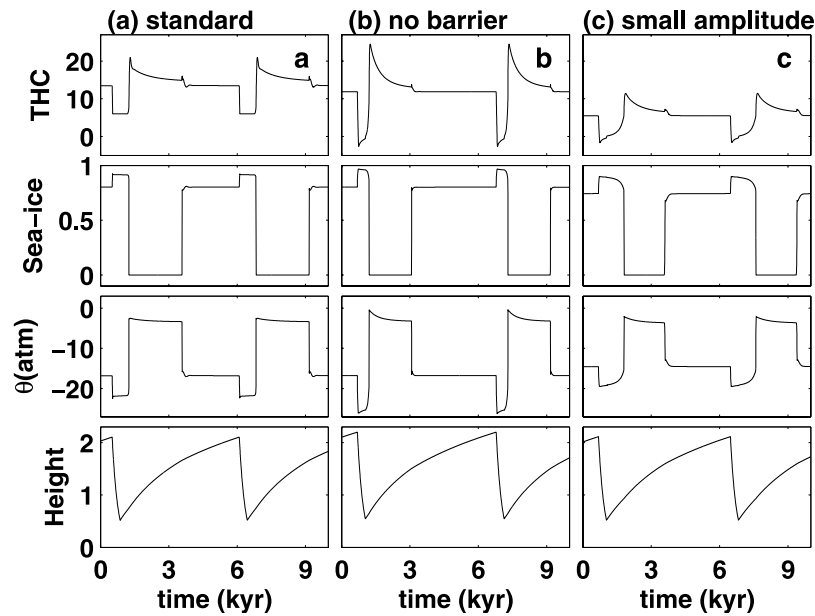 (a) standard (b) no barrier (c) small amplitude
a b c
THC
20
10
0
Sea-ice
1
0.5
0
θ(atm)
0
-10
-20
Height
2
1
0
0 3 6 9 0 3 6 9 0 3 6 9
time (kyr) time (kyr) time (kyr)